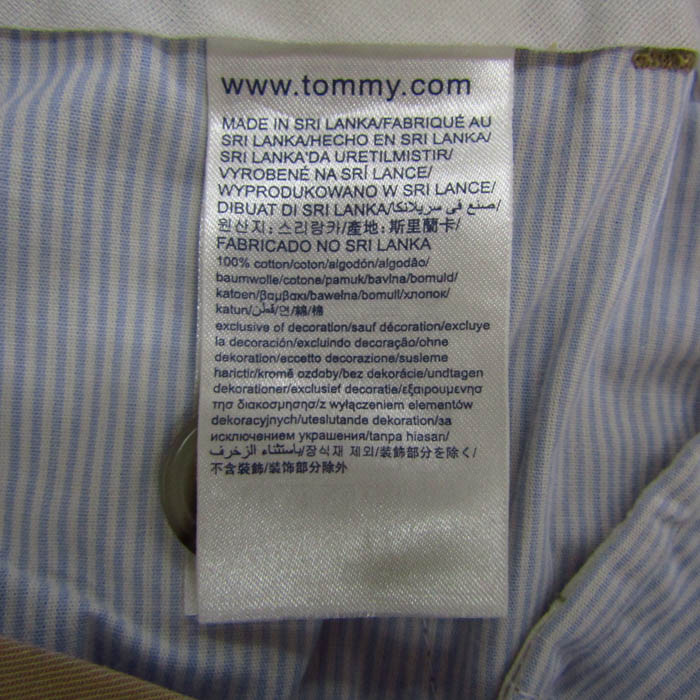 www.tommy.com
MADE IN SRI LANKA/FABRIQUÉ AU
SRI LANKA/HECHO EN SRI LANKA/
SRI LANKA'DA URETILMISTIR/
VYROBENÉ NA SRÍ LANCE/
WYPRODUKOWANO W SRI LANCE/
DIBUAT DI SRI LANKA/صنع في سريلانكا/
원산지: 스리랑카/產地: 斯里蘭卡/
FABRICADO NO SRI LANKA
100% cotton/coton/algodón/algodão/
baumwolle/cotone/pamuk/bavlna/bomuld/
katoen/βαμβακι/bawełna/bomull/хлопок/
katun/قطن/면/綿/棉
exclusive of decoration/sauf décoration/excluye
la decoración/excluindo decoração/ohne
dekoration/eccetto decorazione/susleme
harictir/kromě ozdoby/bez dekorácie/undtagen
dekorationer/exclusief decoratie/εξαιρουμενησ
τησ διακοσμησησ/z wyłączeniem elementów
dekoracyjnych/uteslutande dekoration/за
исключением украшения/tanpa hiasan/
باستثناء الزخرف/장식재 제외/装飾部分を除く/
不含裝飾/装饰部分除外